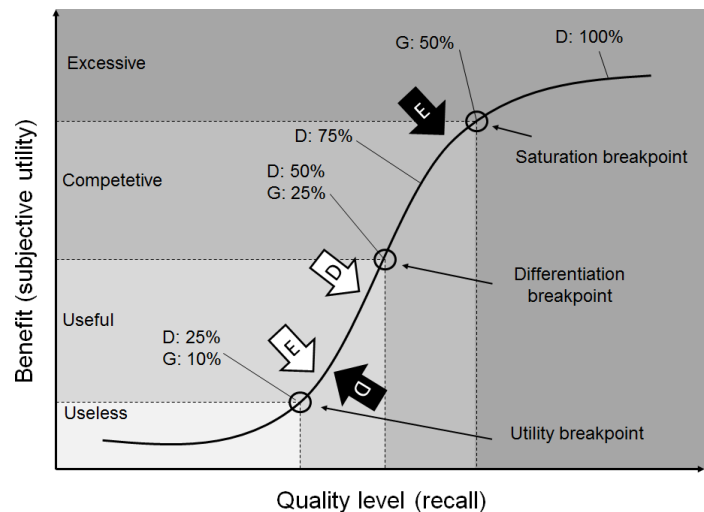 Benefit (subjective utility)
Excessive
Competetive
Useful
Useless
G: 50%
D: 100%
E
D: 75%
Saturation breakpoint
D: 50%
G: 25%
D
Differentiation
breakpoint
D: 25%
G: 10%
E
D
Utility breakpoint
Quality level (recall)